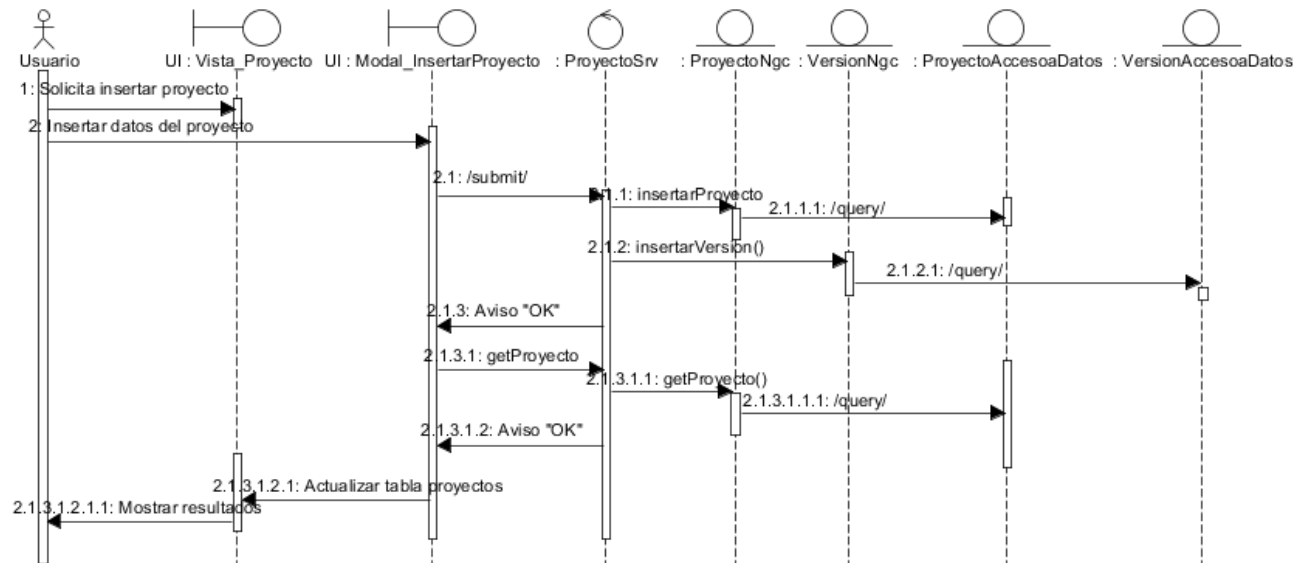 Usuario
UI : Vista_Proyecto
UI : Modal_InsertarProyecto
: ProyectoSrv
: ProyectoNgc
: VersionNgc
: ProyectoAccesoaDatos
: VersionAccesoaDatos
1: Solicita insertar proyecto
2: Insertar datos del proyecto
2.1: /submit/
2.1.1: insertarProyecto
2.1.1.1: /query/
2.1.2: insertarVersion()
2.1.2.1: /query/
2.1.3: Aviso "OK"
2.1.3.1: getProyecto
2.1.3.1.1: getProyecto()
2.1.3.1.1.1: /query/
2.1.3.1.2: Aviso "OK"
2.1.3.1.2.1: Actualizar tabla proyectos
2.1.3.1.2.1.1: Mostrar resultados